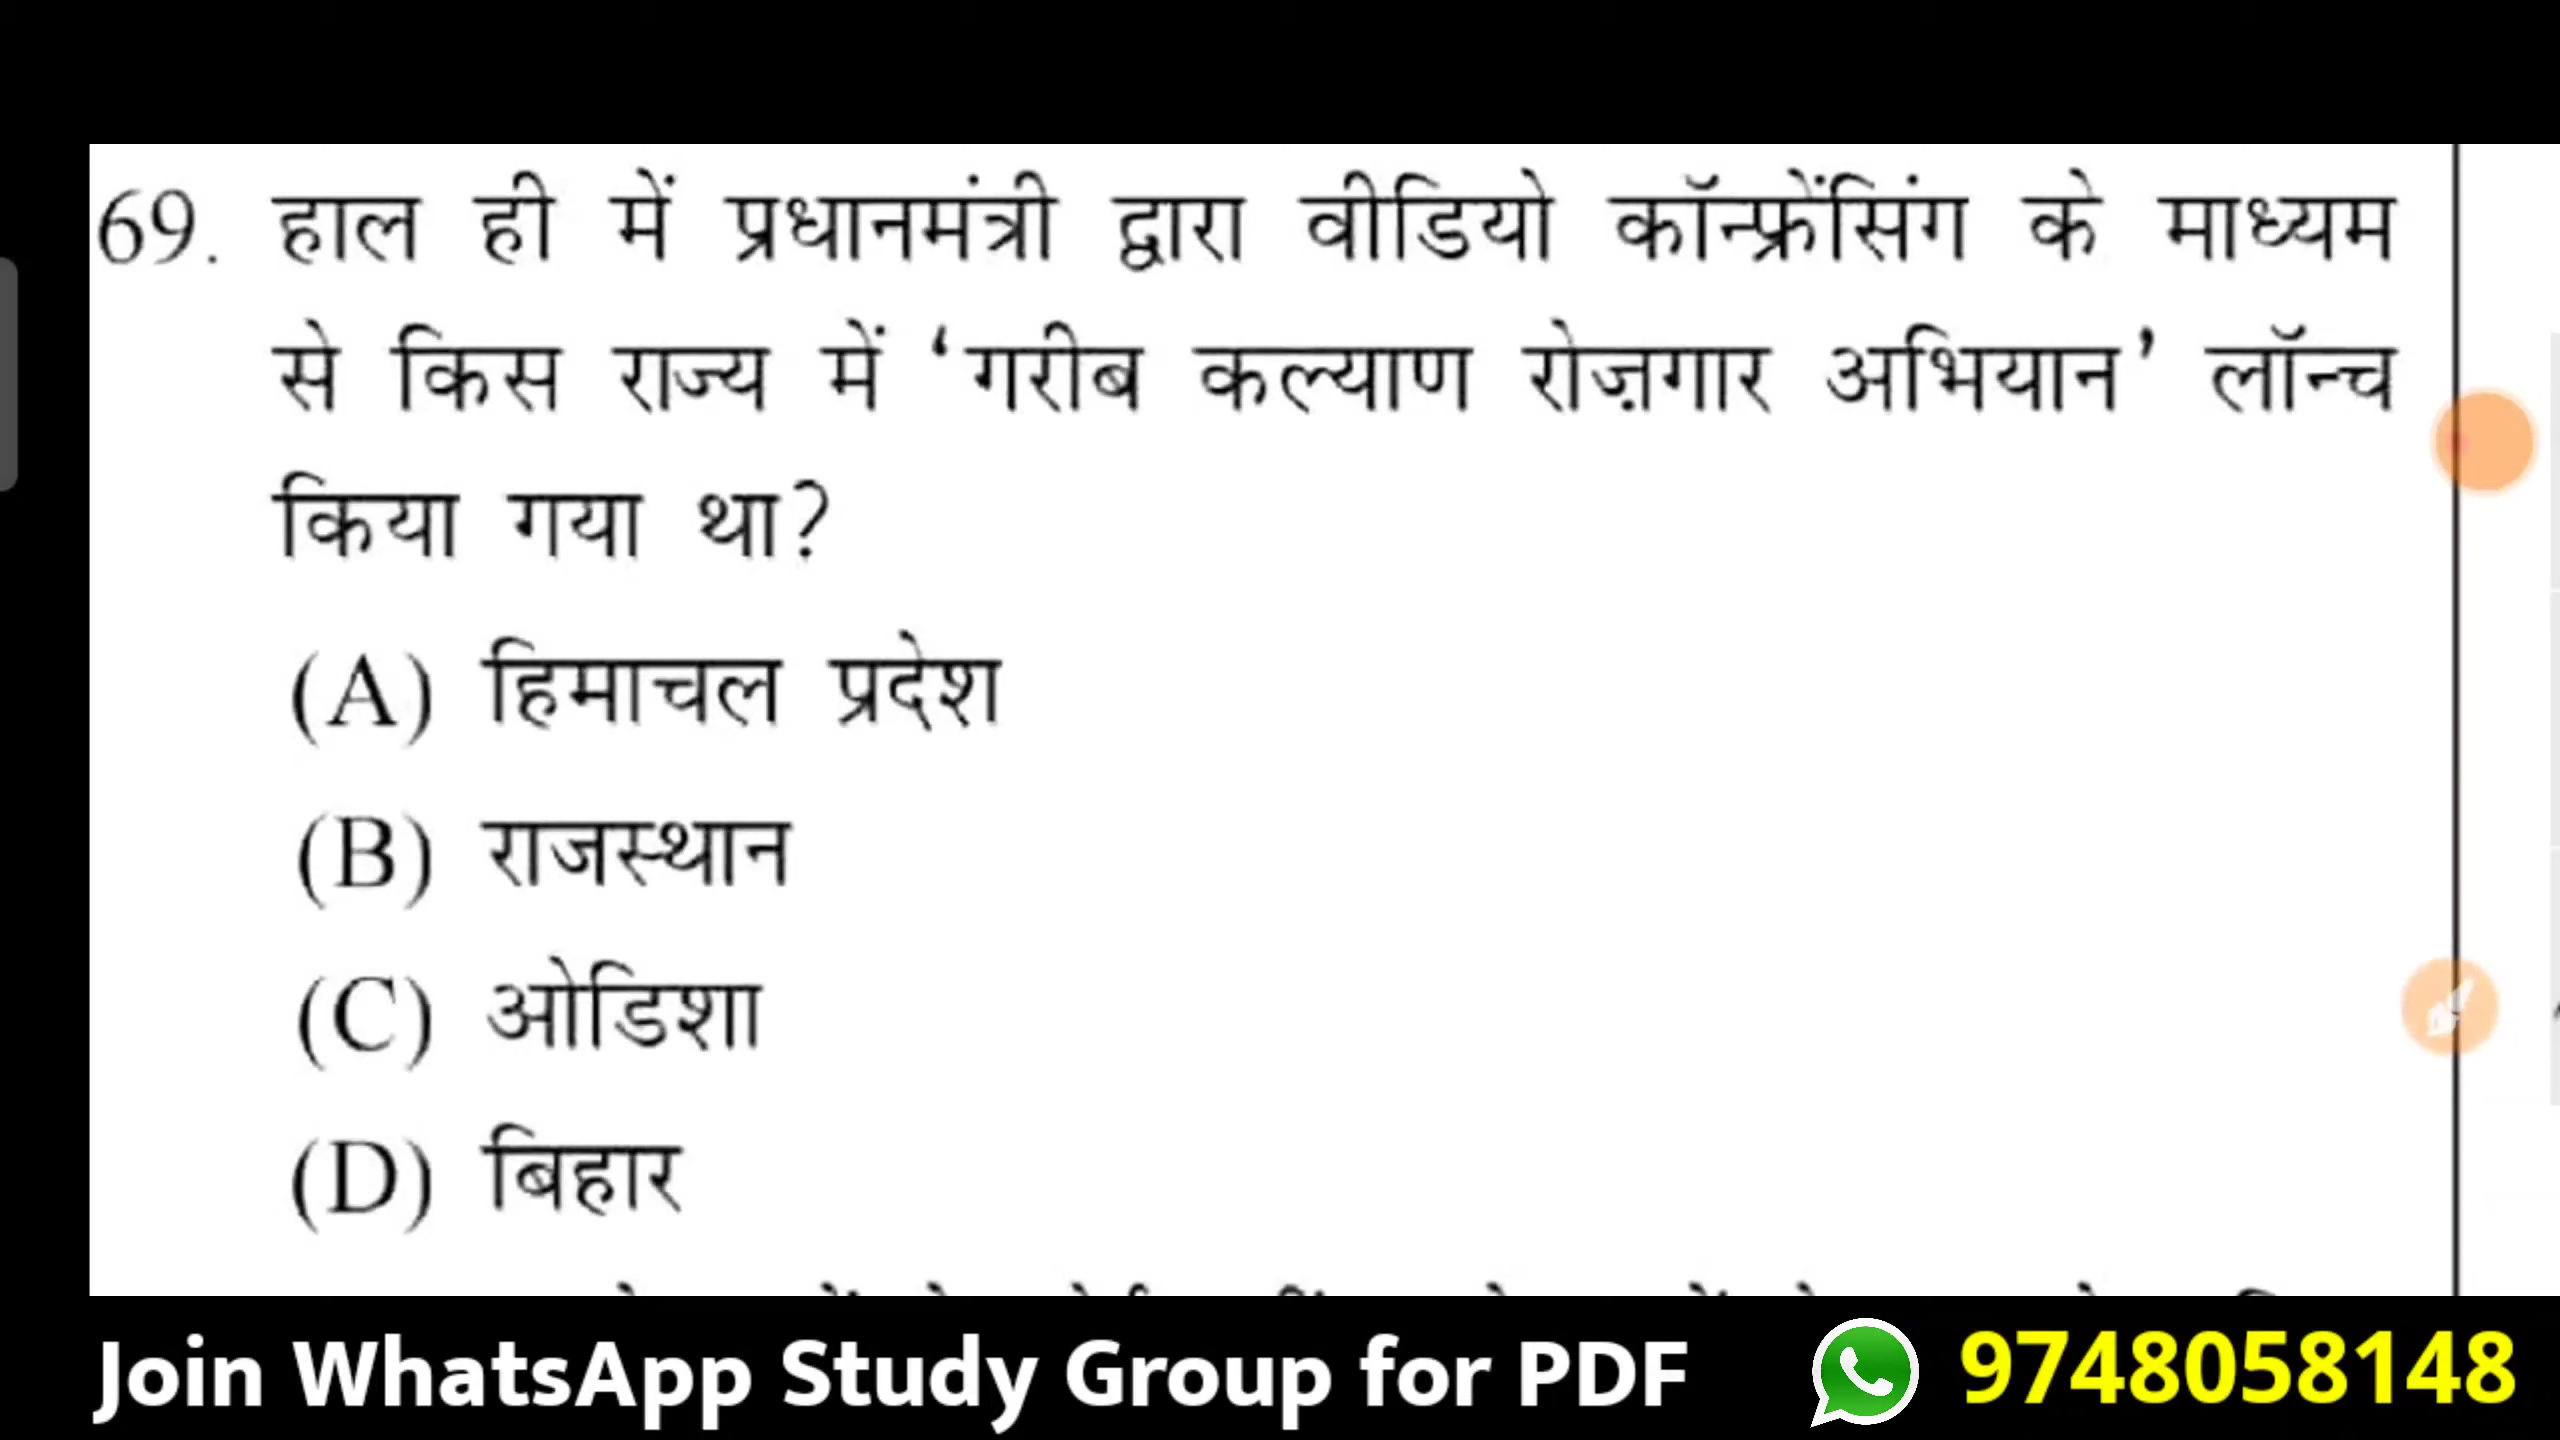 69. हाल ही में प्रधानमंत्री द्वारा वीडियो कॉन्फ्रेंसिंग के माध्यम
से किस राज्य में ‘गरीब कल्याण रोज़गार अभियान’ लॉन्च
किया गया था?
(A) हिमाचल प्रदेश
(B) राजस्थान
(C) ओडिशा
(D) बिहार
Join WhatsApp Study Group for PDF 9748058148